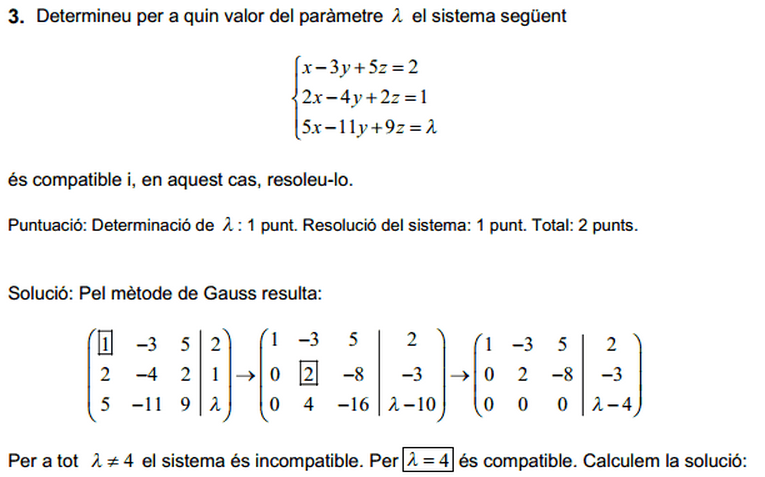 3. Determineu per a quin valor del paràmetre λ el sistema següent
x − 3y + 5z = 2
2x − 4y + 2z = 1
5x − 11y + 9z = λ
és compatible i, en aquest cas, resoleu-lo.
Puntuació: Determinació de λ : 1 punt. Resolució del sistema: 1 punt. Total: 2 punts.
Solució: Pel mètode de Gauss resulta:
( 1 −3 5 | 2 ) ( 1 −3 5 | 2 ) ( 1 −3 5 | 2 )
( 2 −4 2 | 1 ) → ( 0 2 −8 | −3 ) → ( 0 2 −8 | −3 )
( 5 −11 9 | λ ) ( 0 4 −16 | λ−10 ) ( 0 0 0 | λ−4 )
Per a tot λ ≠ 4 el sistema és incompatible. Per λ = 4 és compatible. Calculem la solució: